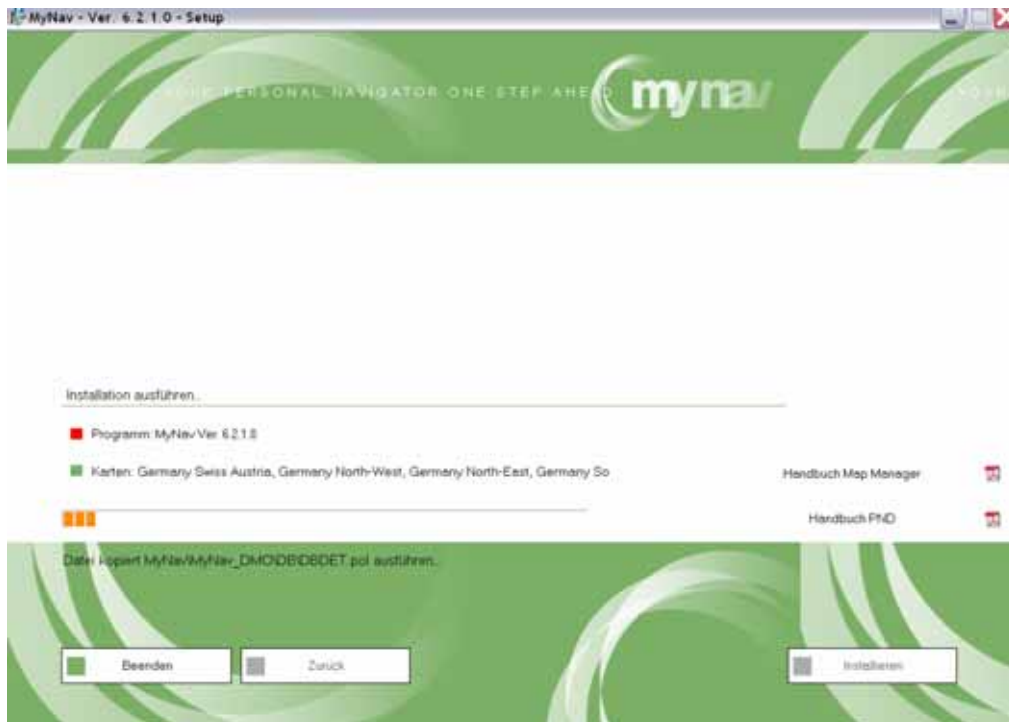 MyNav - Ver. 6.2.1.0 - Setup
PERSONAL NAVIGATOR ONE STEP AHEAD
mynav
Installation ausführen..
Programm: MyNav Ver. 6.2.1.0
Karten: Germany Swiss Austria, Germany North-West, Germany North-East, Germany So
Handbuch Map Manager
Handbuch PND
Datei kopiert MyNav\MyNav_DMO\DB\DBDET.pol ausführen..
Beenden
Zurück
Installieren